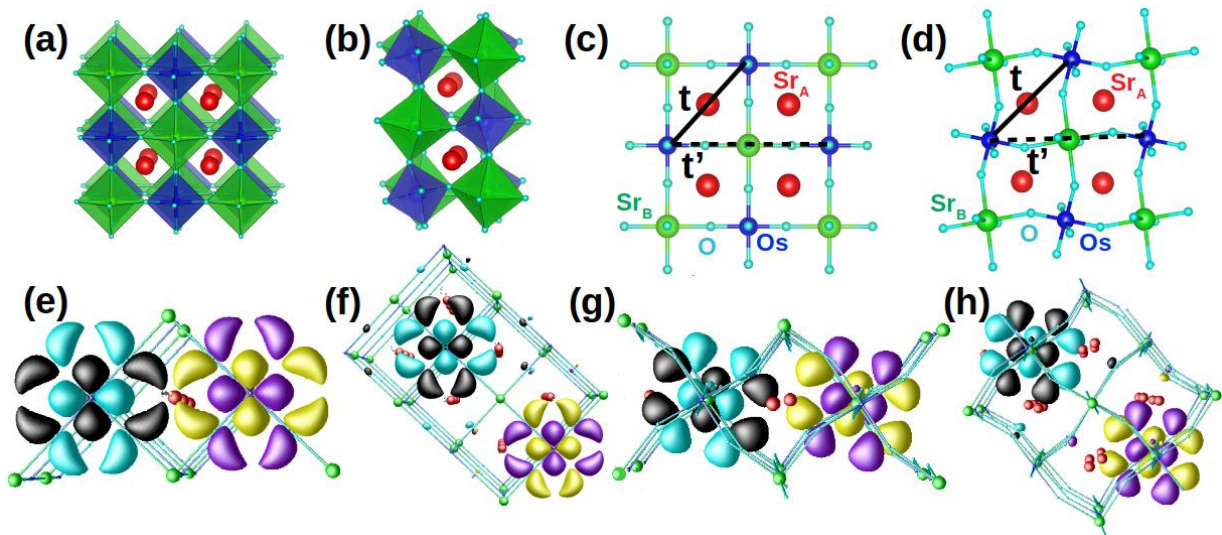 (a)
(b)
(c)
(d)
t
Sr_A
t'
Sr_B
O
Os
t
Sr_A
t'
Sr_B
O
Os
(e)
(f)
(g)
(h)